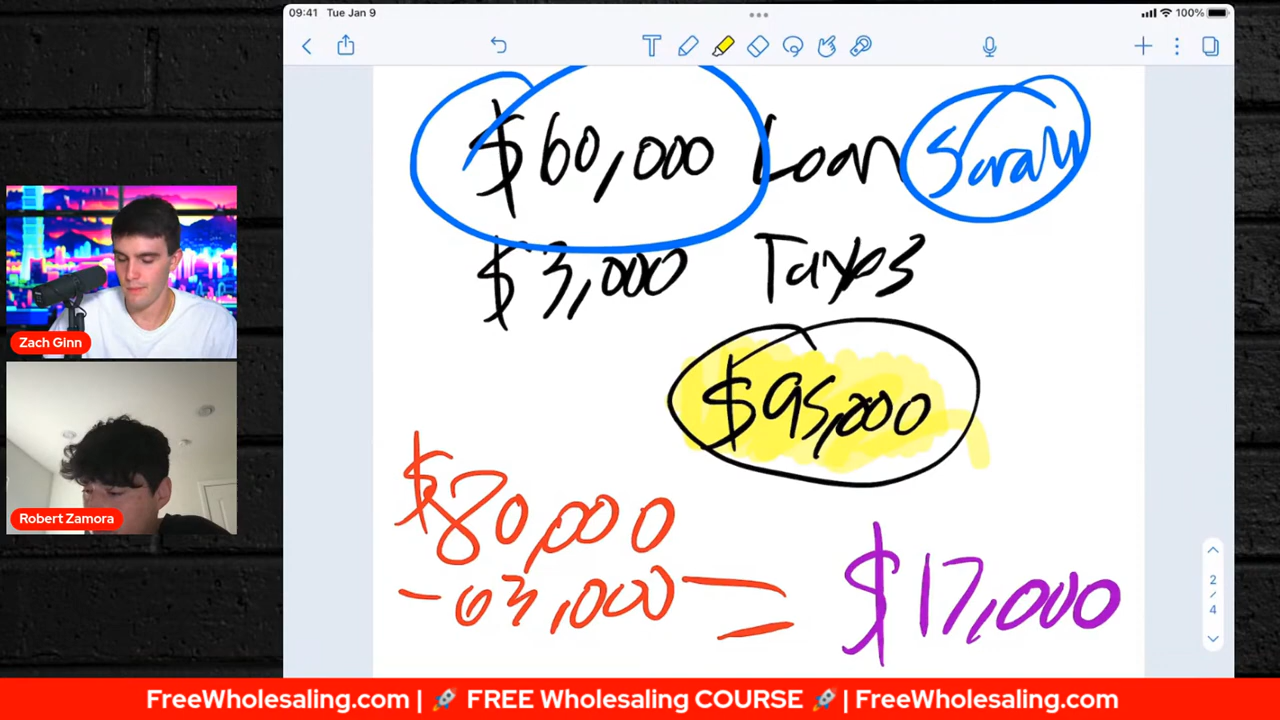 09:41 Tue Jan 9
100%
T
$60,000 Loan Sarah
$3,000 Taxes
$95,000
$80,000
- 63,000 = $17,000
2
/
4
Zach Ginn
Robert Zamora
FreeWholesaling.com | 🚀 FREE Wholesaling COURSE 🚀 | FreeWholesaling.com